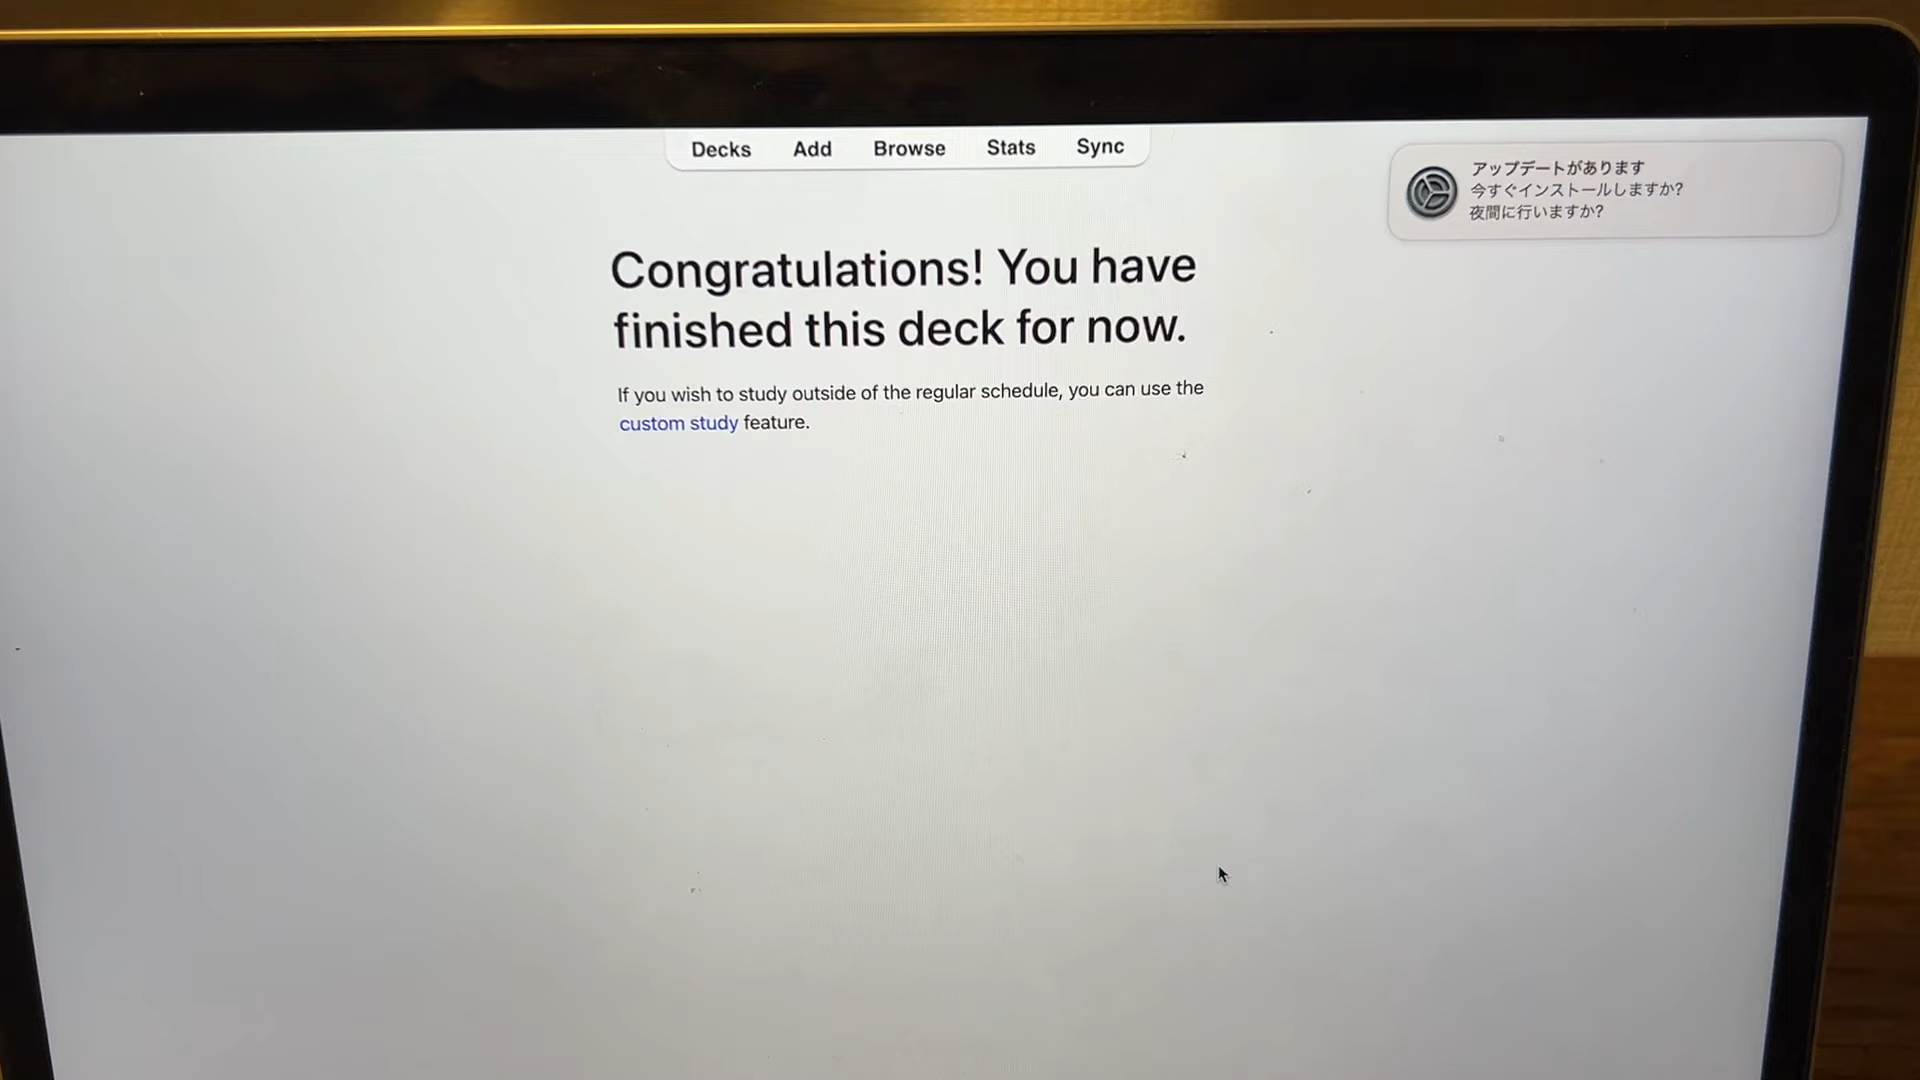 Decks Add Browse Stats Sync
アップデートがあります
今すぐインストールしますか?
夜間に行いますか?
Congratulations! You have
finished this deck for now.
If you wish to study outside of the regular schedule, you can use the
custom study feature.